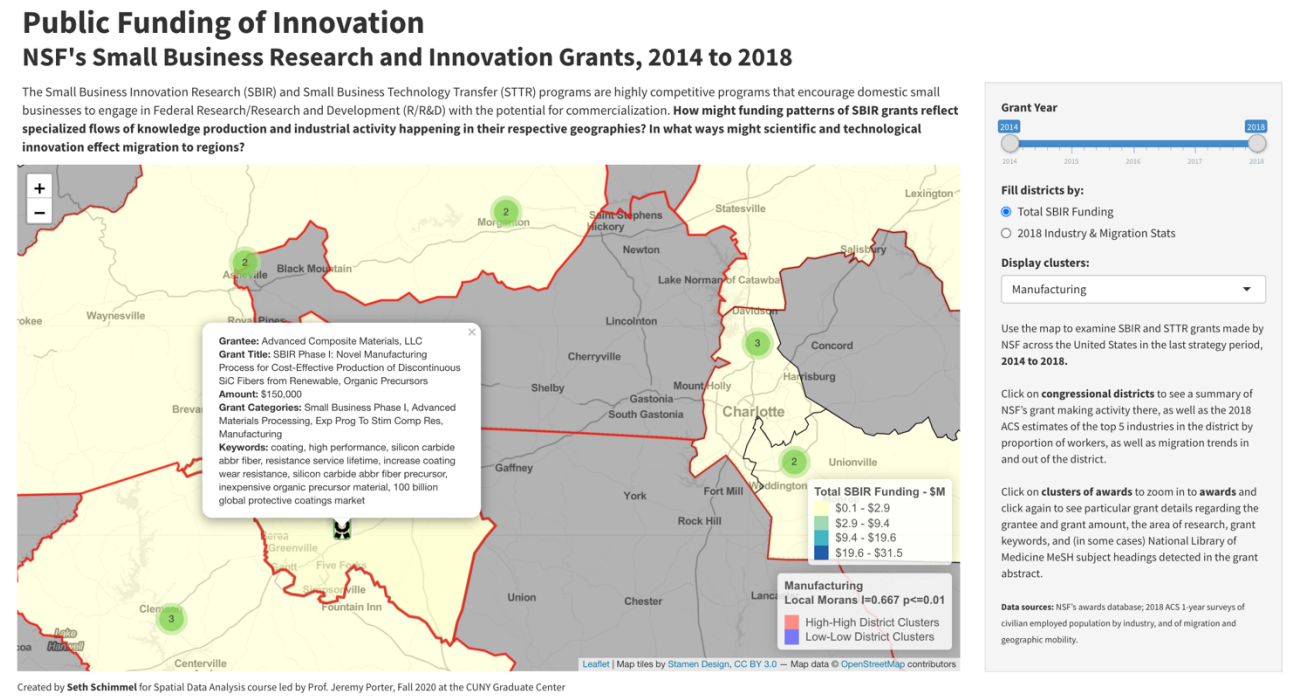 Public Funding of Innovation
NSF's Small Business Research and Innovation Grants, 2014 to 2018
The Small Business Innovation Research (SBIR) and Small Business Technology Transfer (STTR) programs are highly competitive programs that encourage domestic small
businesses to engage in Federal Research/Research and Development (R/R&D) with the potential for commercialization. How might funding patterns of SBIR grants reflect
specialized flows of knowledge production and industrial activity happening in their respective geographies? In what ways might scientific and technological
innovation effect migration to regions?
+
−
Lexington
2
Morganton
Saint Stephens
Hickory
Statesville
Newton
Salisbury
2
Asheville
Black Mountain
Lake Norman of Catawba
Waynesville
Royal Pines
Lincolnton
Davidson
okee
3
Concord
Cherryville
Harrisburg
Shelby
Mount Holly
Gastonia
South Gastonia
Charlotte
Breva
Grantee: Advanced Composite Materials, LLC
Grant Title: SBIR Phase I: Novel Manufacturing
Process for Cost-Effective Production of Discontinuous
SiC Fibers from Renewable, Organic Precursors
Amount: $150,000
Grant Categories: Small Business Phase I, Advanced
Materials Processing, Exp Prog To Stim Comp Res,
Manufacturing
Keywords: coating, high performance, silicon carbide
abbr fiber, resistance service lifetime, increase coating
wear resistance, silicon carbide abbr fiber precursor,
inexpensive organic precursor material, 100 billion
global protective coatings market
×
Gaffney
2
Unionville
Weddington
York
Fort Mill
Rock Hill
Berea
Greenville
Gantt
Five Forks
Simpsonville
Fountain Inn
Union
Chester
Lanca
Clemson
3
Lake
Hartwell
oa
Centerville
Total SBIR Funding - $M
$0.1 - $2.9
$2.9 - $9.4
$9.4 - $19.6
$19.6 - $31.5
Manufacturing
Local Morans I=0.667 p<=0.01
High-High District Clusters
Low-Low District Clusters
Leaflet | Map tiles by Stamen Design, CC BY 3.0 — Map data © OpenStreetMap contributors
Grant Year
2014
2018
2014 2015 2016 2017 2018
Fill districts by:
Total SBIR Funding
2018 Industry & Migration Stats
Display clusters:
Manufacturing
Use the map to examine SBIR and STTR grants made by
NSF across the United States in the last strategy period,
2014 to 2018.
Click on congressional districts to see a summary of
NSF's grant making activity there, as well as the 2018
ACS estimates of the top 5 industries in the district by
proportion of workers, as well as migration trends in
and out of the district.
Click on clusters of awards to zoom in to awards and
click again to see particular grant details regarding the
grantee and grant amount, the area of research, grant
keywords, and (in some cases) National Library of
Medicine MeSH subject headings detected in the grant
abstract.
Data sources: NSF's awards database; 2018 ACS 1-year surveys of
civilian employed population by industry, and of migration and
geographic mobility.
Created by Seth Schimmel for Spatial Data Analysis course led by Prof. Jeremy Porter, Fall 2020 at the CUNY Graduate Center